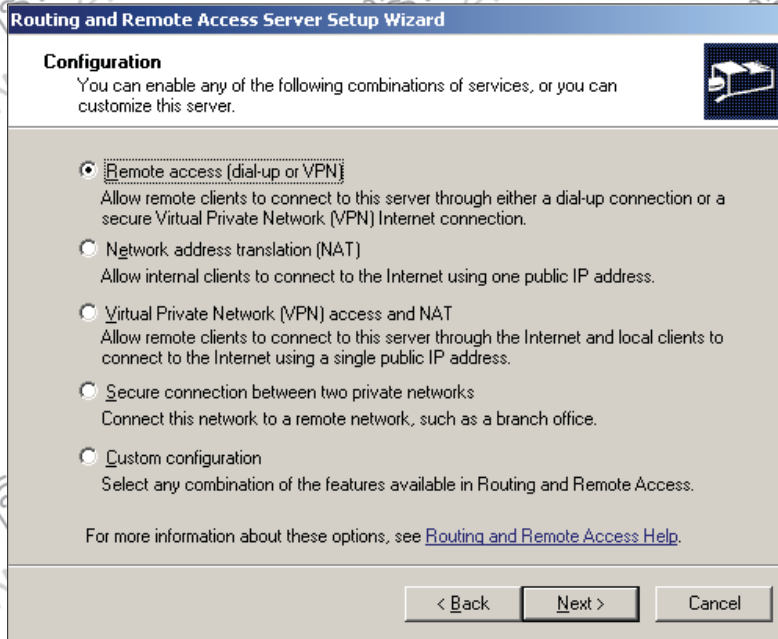 Routing and Remote Access Server Setup Wizard
Configuration
You can enable any of the following combinations of services, or you can
customize this server.
Remote access (dial-up or VPN)
Allow remote clients to connect to this server through either a dial-up connection or a
secure Virtual Private Network (VPN) Internet connection.
Network address translation (NAT)
Allow internal clients to connect to the Internet using one public IP address.
Virtual Private Network (VPN) access and NAT
Allow remote clients to connect to this server through the Internet and local clients to
connect to the Internet using a single public IP address.
Secure connection between two private networks
Connect this network to a remote network, such as a branch office.
Custom configuration
Select any combination of the features available in Routing and Remote Access.
For more information about these options, see Routing and Remote Access Help.
< Back Next > Cancel